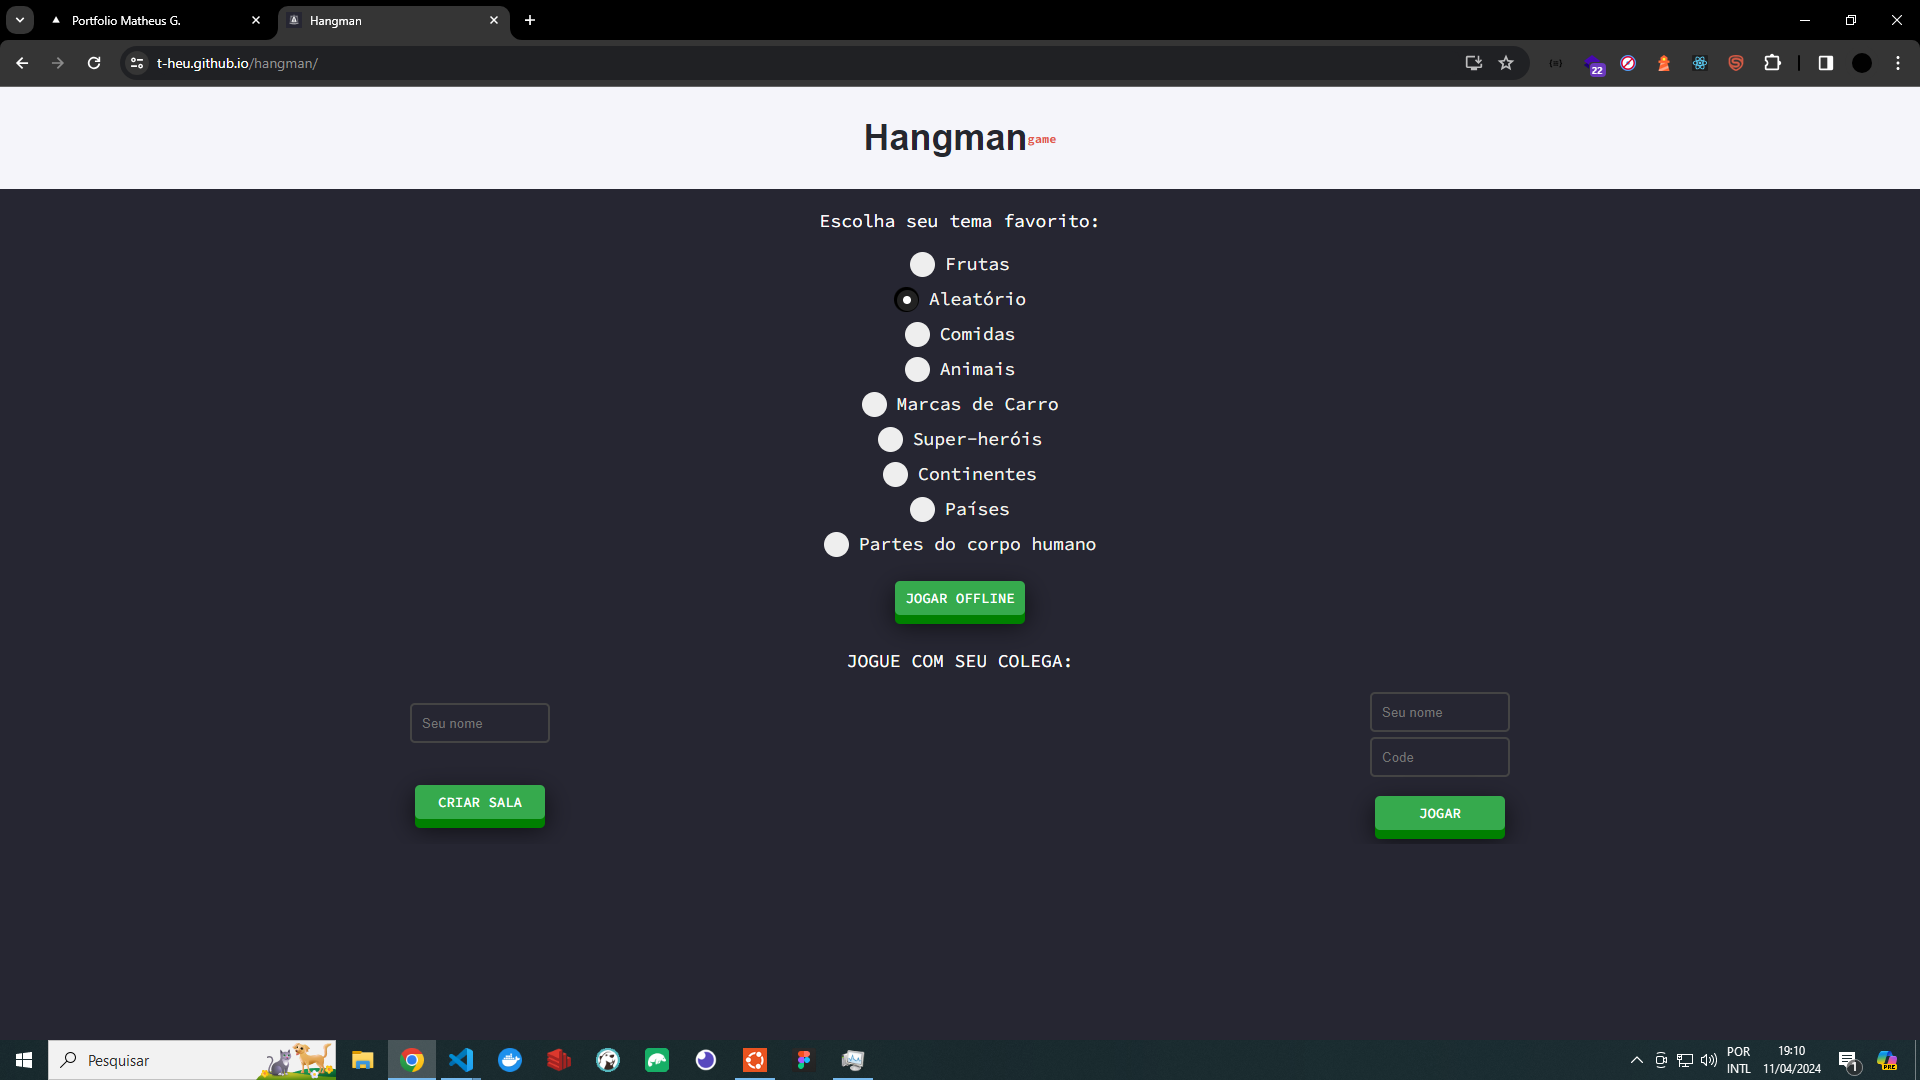 Portfolio Matheus G.
Hangman
t-heu.github.io/hangman/
22
Hangman game
Escolha seu tema favorito:
Frutas
Aleatório
Comidas
Animais
Marcas de Carro
Super-heróis
Continentes
Países
Partes do corpo humano
JOGAR OFFLINE
JOGUE COM SEU COLEGA:
Seu nome
CRIAR SALA
Seu nome
Code
JOGAR
Pesquisar
POR
INTL
19:10
11/04/2024
1
PRE